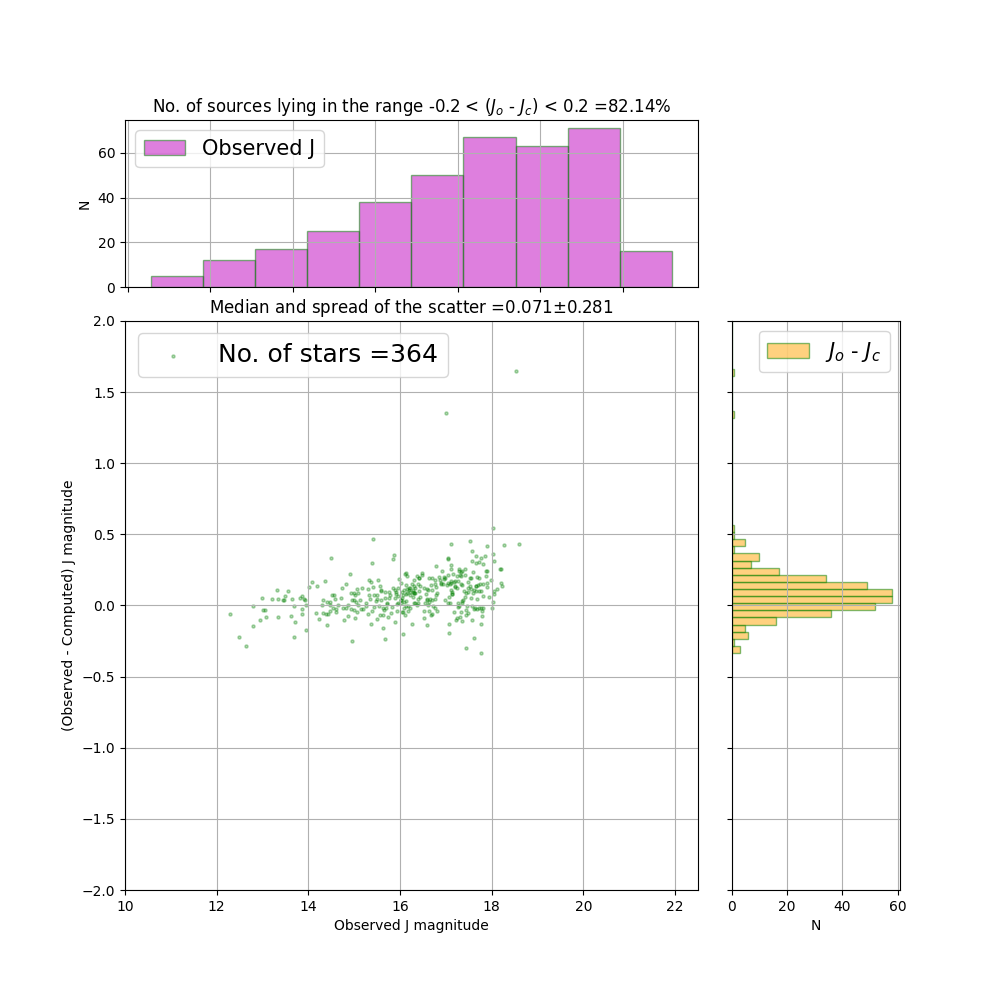 No. of sources lying in the range -0.2 < (J_o - J_c) < 0.2 =82.14%
Observed J
N
60
40
20
0
Median and spread of the scatter =0.071±0.281
No. of stars =364
J_o - J_c
(Observed - Computed) J magnitude
2.0
1.5
1.0
0.5
0.0
−0.5
−1.0
−1.5
−2.0
10 12 14 16 18 20 22
0 20 40 60
Observed J magnitude
N